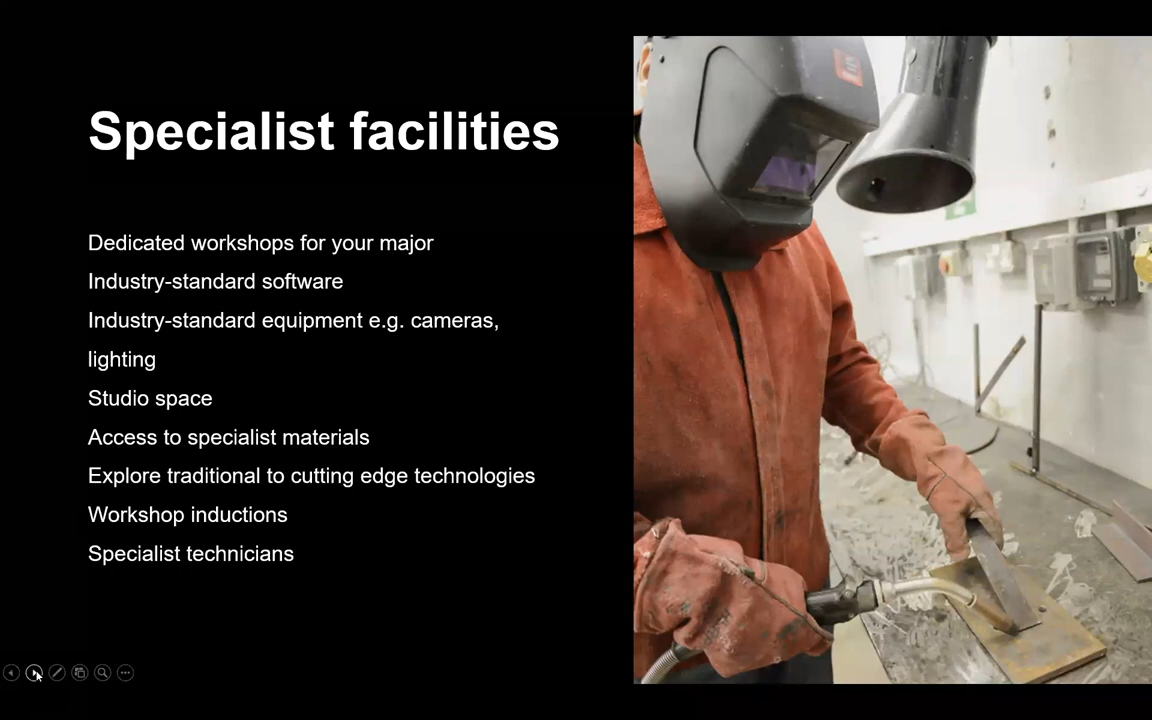 Specialist facilities
Dedicated workshops for your major
Industry-standard software
Industry-standard equipment e.g. cameras,
lighting
Studio space
Access to specialist materials
Explore traditional to cutting edge technologies
Workshop inductions
Specialist technicians